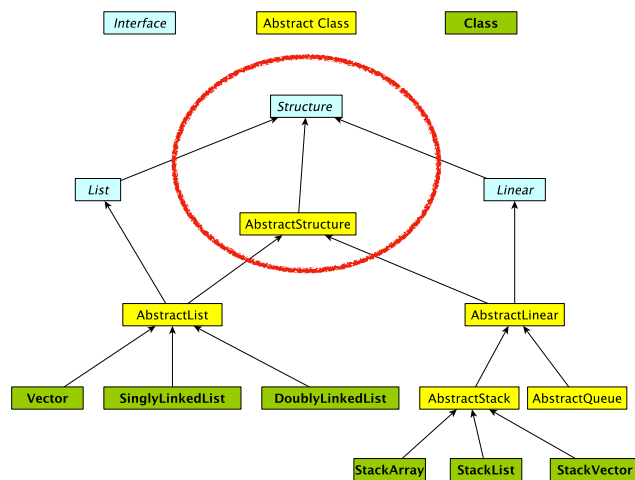 Interface
Abstract Class
Class
Structure
List
Linear
AbstractStructure
AbstractList
AbstractLinear
Vector
SinglyLinkedList
DoublyLinkedList
AbstractStack
AbstractQueue
StackArray
StackList
StackVector